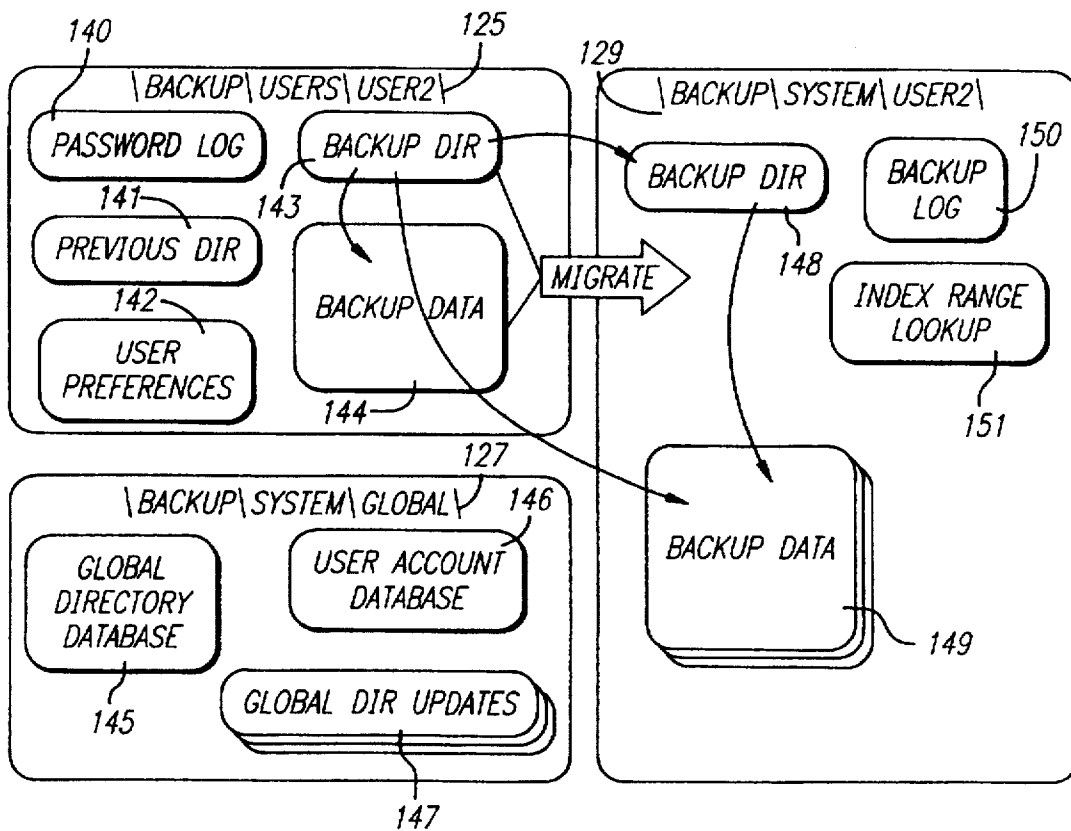 140
125
\BACKUP\USERS\USER2\
PASSWORD LOG
BACKUP DIR
143
141
PREVIOUS DIR
142
USER
PREFERENCES
BACKUP DATA
144
MIGRATE
129
\BACKUP\SYSTEM\USER2\
BACKUP DIR
148
BACKUP
LOG
150
INDEX RANGE
LOOKUP
151
BACKUP DATA
149
127
\BACKUP\SYSTEM\GLOBAL\
146
GLOBAL
DIRECTORY
DATABASE
145
USER ACCOUNT
DATABASE
GLOBAL DIR UPDATES
147